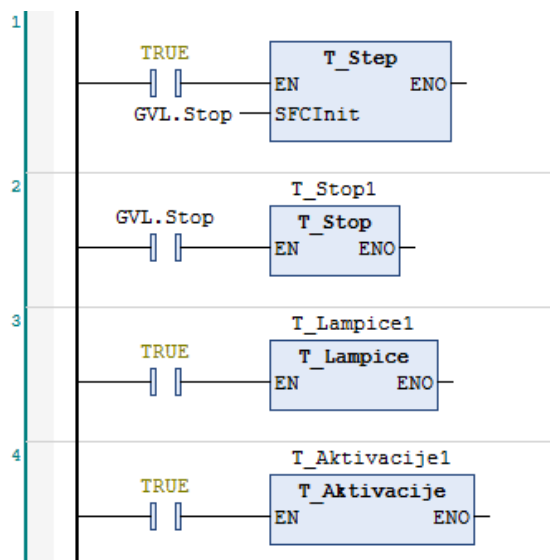 1
TRUE
T_Step
EN ENO
GVL.Stop SFCInit
2
T_Stop1
GVL.Stop
T_Stop
EN ENO
3
T_Lampice1
TRUE
T_Lampice
EN ENO
4
T_Aktivacije1
TRUE
T_Aktivacije
EN ENO